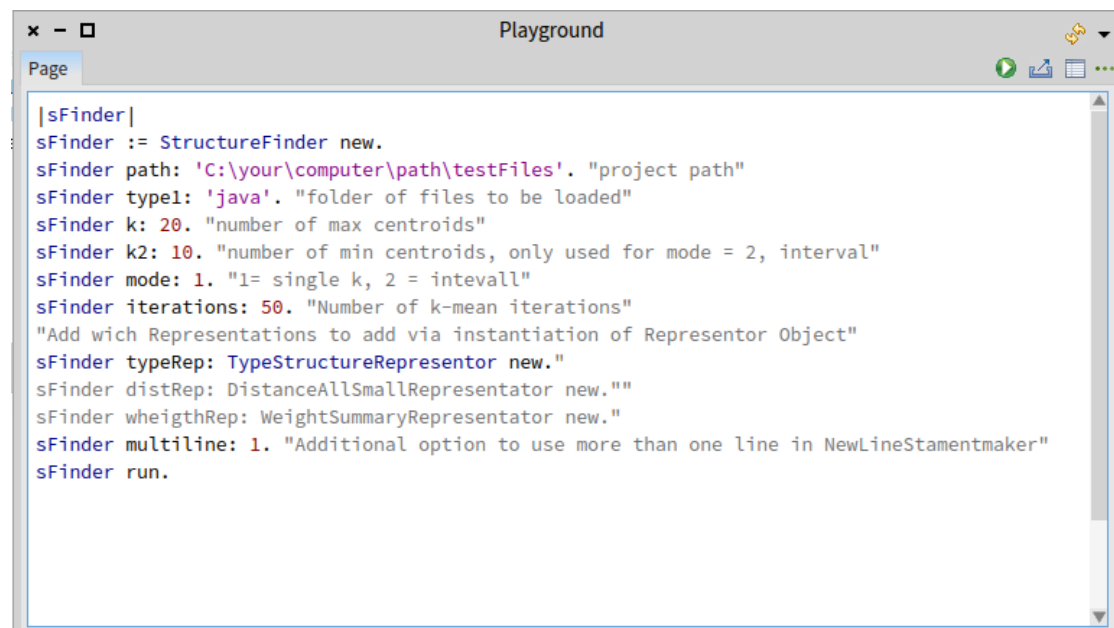 Playground
Page
|sFinder|
sFinder := StructureFinder new.
sFinder path: 'C:\your\computer\path\testFiles'. "project path"
sFinder type1: 'java'. "folder of files to be loaded"
sFinder k: 20. "number of max centroids"
sFinder k2: 10. "number of min centroids, only used for mode = 2, interval"
sFinder mode: 1. "1= single k, 2 = intevall"
sFinder iterations: 50. "Number of k-mean iterations"
"Add wich Representations to add via instantiation of Representor Object"
sFinder typeRep: TypeStructureRepresentor new."
sFinder distRep: DistanceAllSmallRepresentator new.""
sFinder wheigthRep: WeightSummaryRepresentator new."
sFinder multiline: 1. "Additional option to use more than one line in NewLineStamentmaker"
sFinder run.